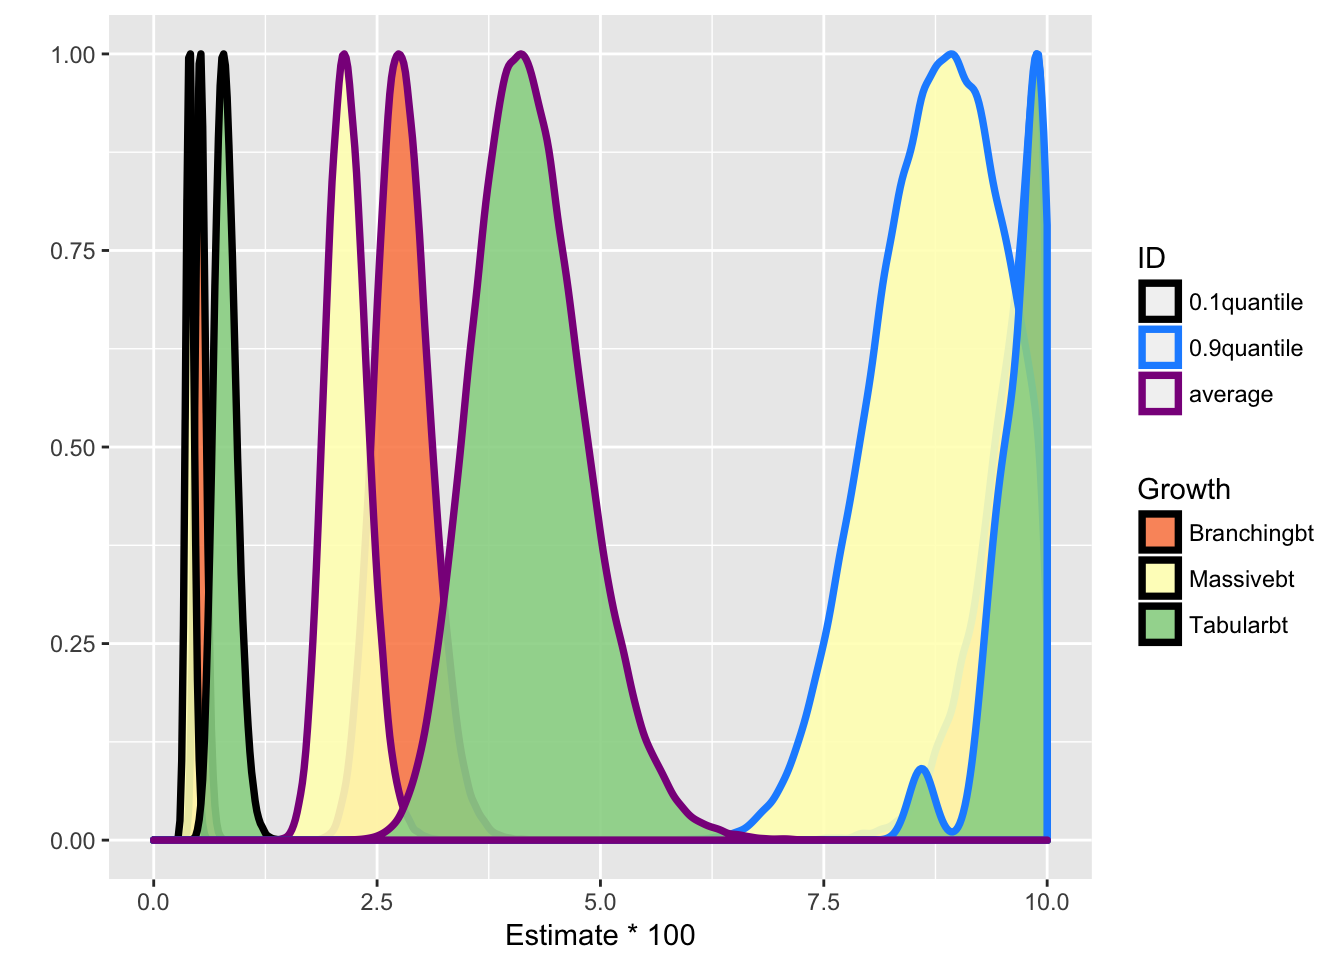 1.00
0.75
0.50
0.25
0.00
0.0 2.5 5.0 7.5 10.0
Estimate * 100
ID
0.1quantile
0.9quantile
average
Growth
Branchingbt
Massivebt
Tabularbt